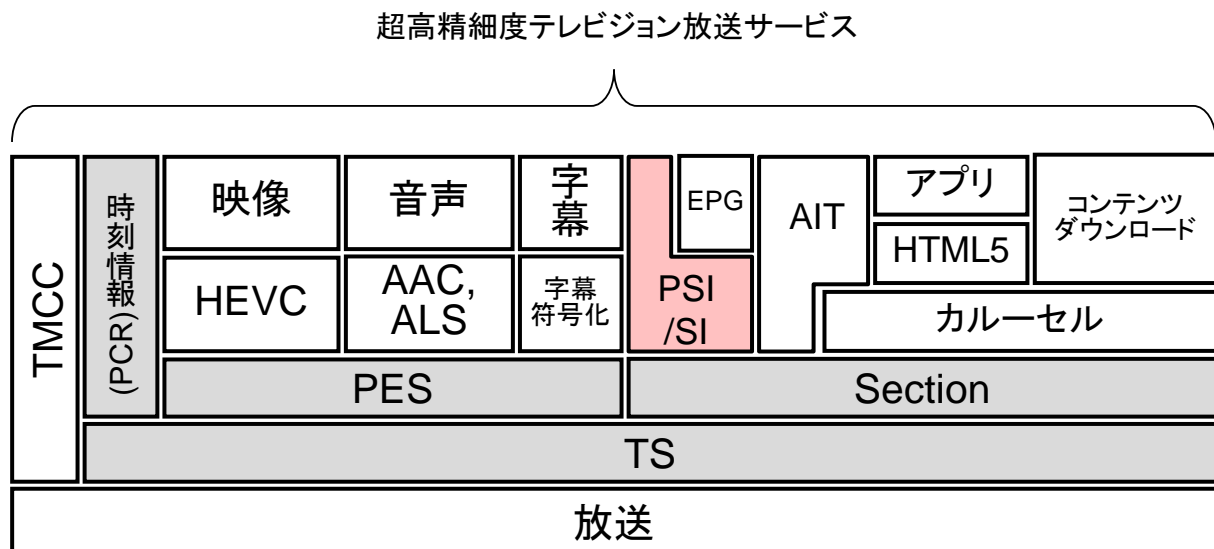 超高精細度テレビジョン放送サービス
TMCC
時刻情報
(PCR)
映像
音声
字
幕
EPG
AIT
アプリ
コンテンツ
ダウンロード
HEVC
AAC,
ALS
字幕
符号化
PSI
/SI
HTML5
カルーセル
PES
Section
TS
放送